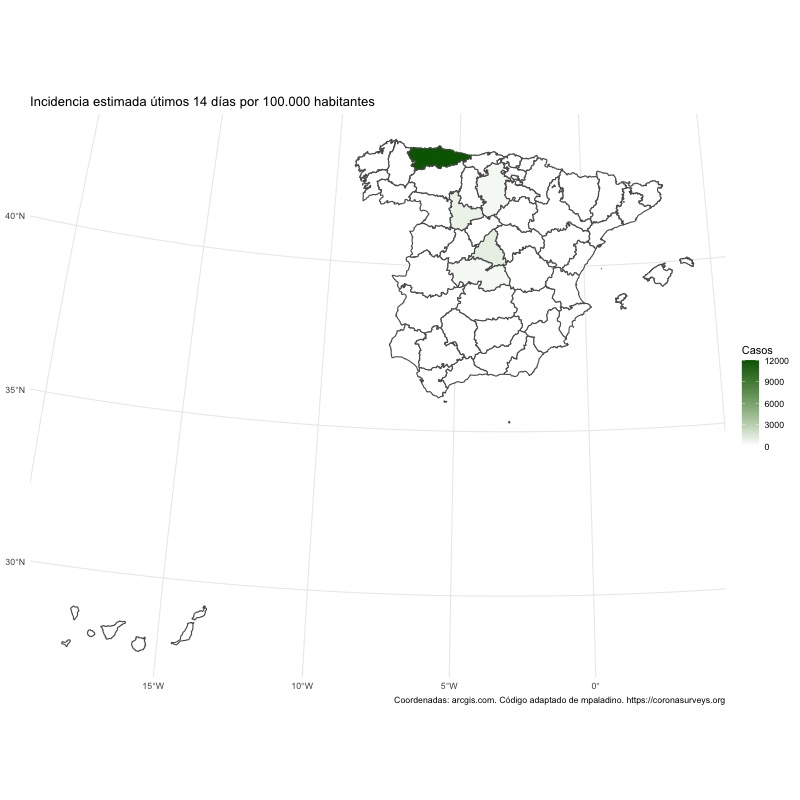 Incidencia estimada útimos 14 días por 100.000 habitantes
40°N
35°N
30°N
15°W
10°W
5°W
0°
Casos
12000
9000
6000
3000
0
Coordenadas: arcgis.com. Código adaptado de mpaladino. https://coronasurveys.org